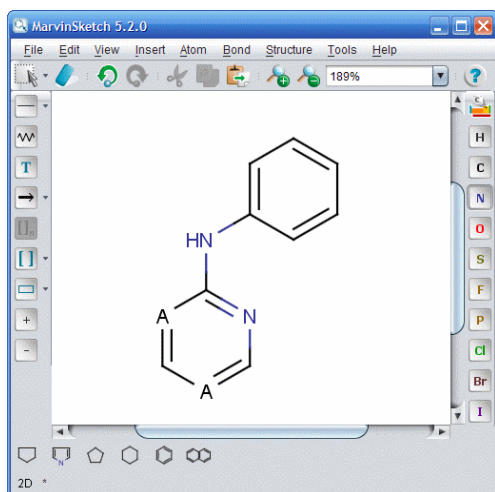 MarvinSketch 5.2.0
File Edit View Insert Atom Bond Structure Tools Help
189%
H
C
T
N
O
[ ]n
S
[ ]
F
P
Cl
Br
I
HN
A N
A
N
2D *